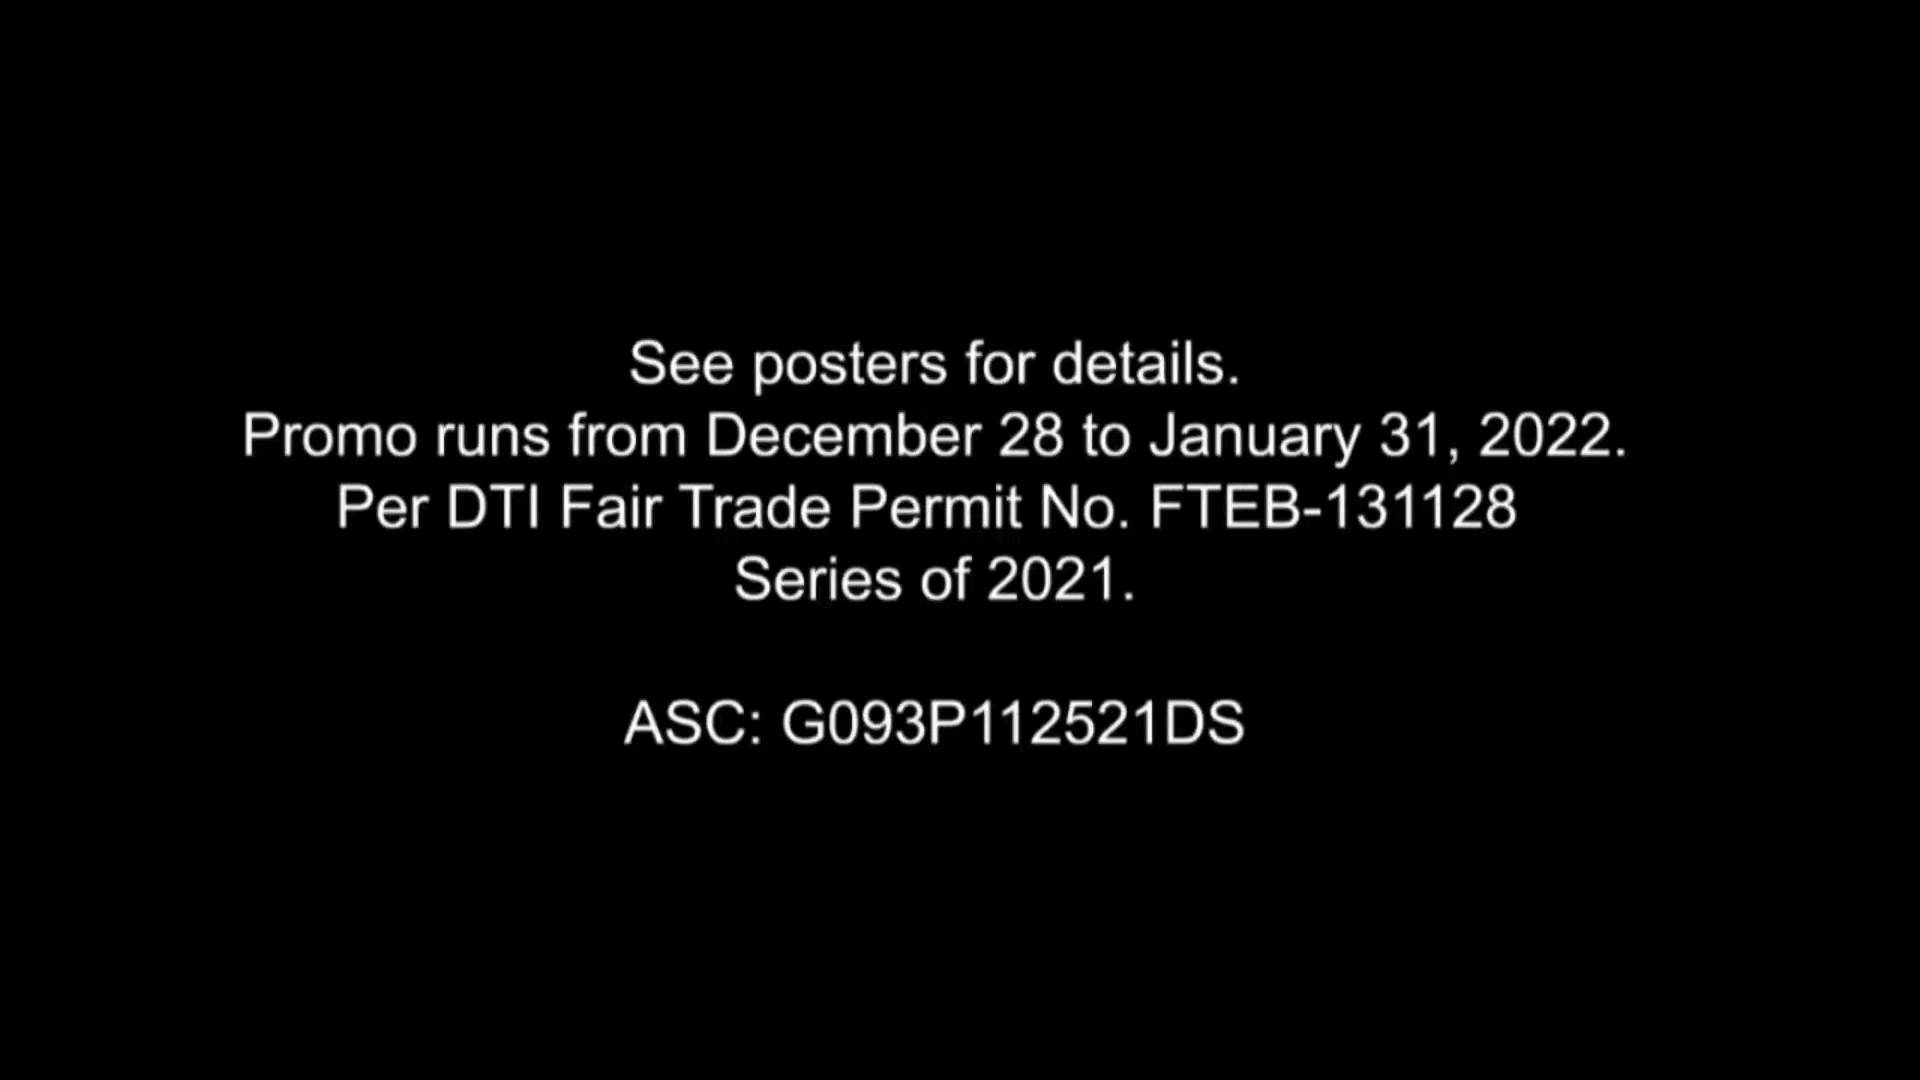 See posters for details.
Promo runs from December 28 to January 31, 2022.
Per DTI Fair Trade Permit No. FTEB-131128
Series of 2021.
ASC: G093P112521DS